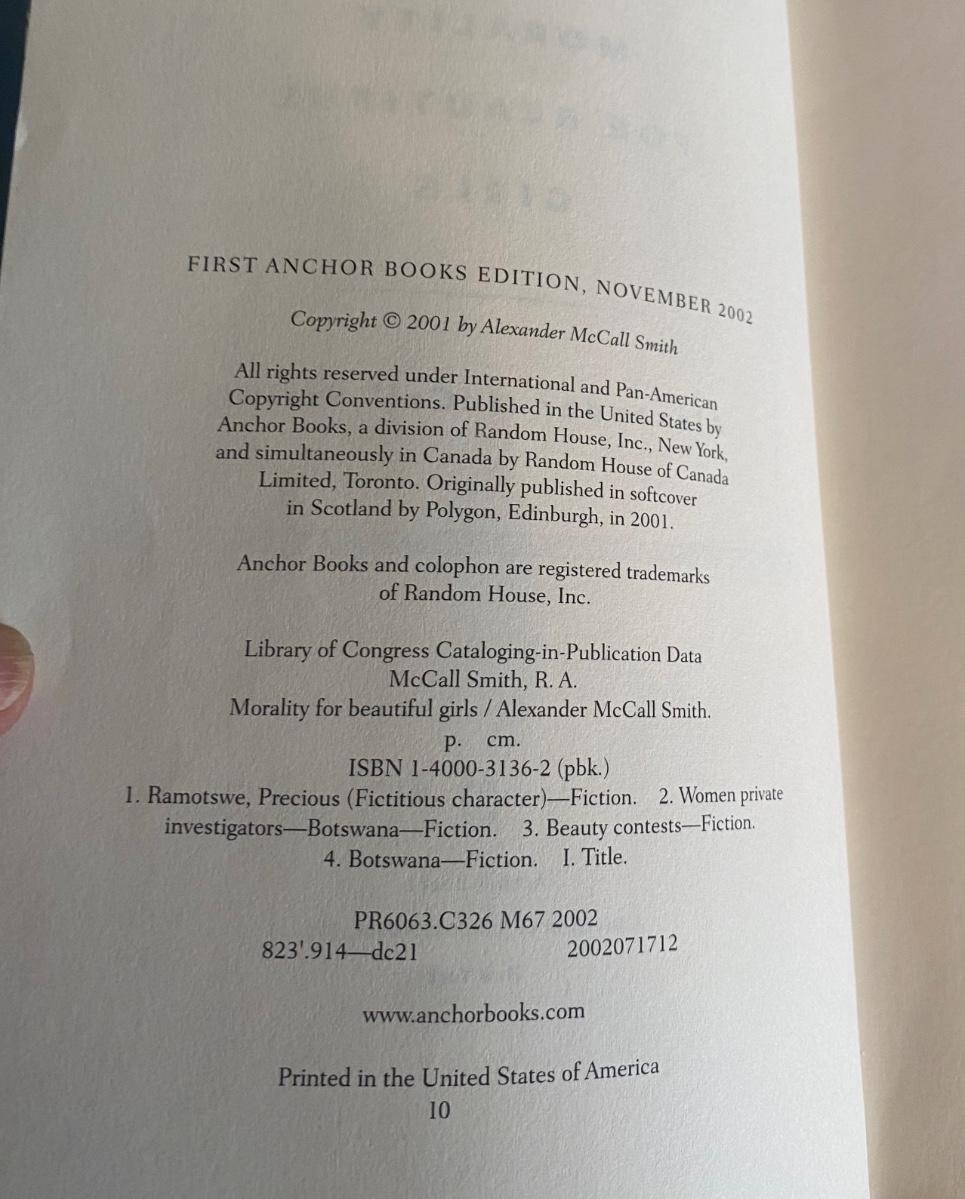 FIRST ANCHOR BOOKS EDITION, NOVEMBER 2002
Copyright © 2001 by Alexander McCall Smith
All rights reserved under International and Pan-American
Copyright Conventions. Published in the United States by
Anchor Books, a division of Random House, Inc., New York,
and simultaneously in Canada by Random House of Canada
Limited, Toronto. Originally published in softcover
in Scotland by Polygon, Edinburgh, in 2001.
Anchor Books and colophon are registered trademarks
of Random House, Inc.
Library of Congress Cataloging-in-Publication Data
McCall Smith, R. A.
Morality for beautiful girls / Alexander McCall Smith.
p. cm.
ISBN 1-4000-3136-2 (pbk.)
1. Ramotswe, Precious (Fictitious character)—Fiction. 2. Women private
investigators—Botswana—Fiction. 3. Beauty contests—Fiction.
4. Botswana—Fiction. I. Title.
PR6063.C326 M67 2002
823'.914—dc21 2002071712
www.anchorbooks.com
Printed in the United States of America
10